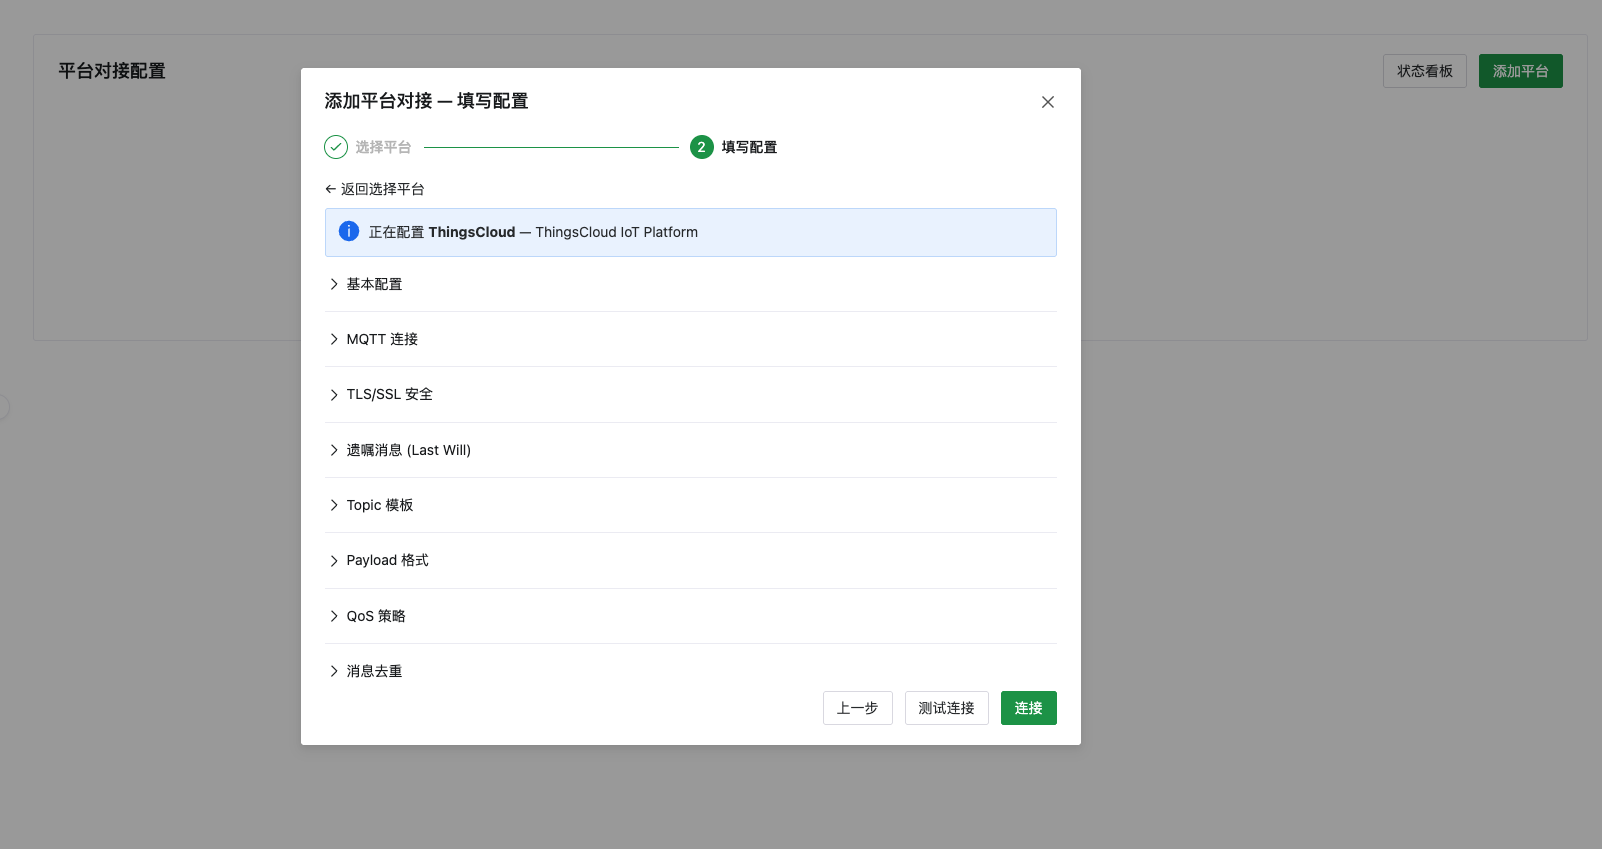 平台对接配置
状态看板
添加平台
添加平台对接 — 填写配置
选择平台
2 填写配置
← 返回选择平台
正在配置 ThingsCloud — ThingsCloud IoT Platform
基本配置
MQTT 连接
TLS/SSL 安全
遗嘱消息 (Last Will)
Topic 模板
Payload 格式
QoS 策略
消息去重
上一步
测试连接
连接